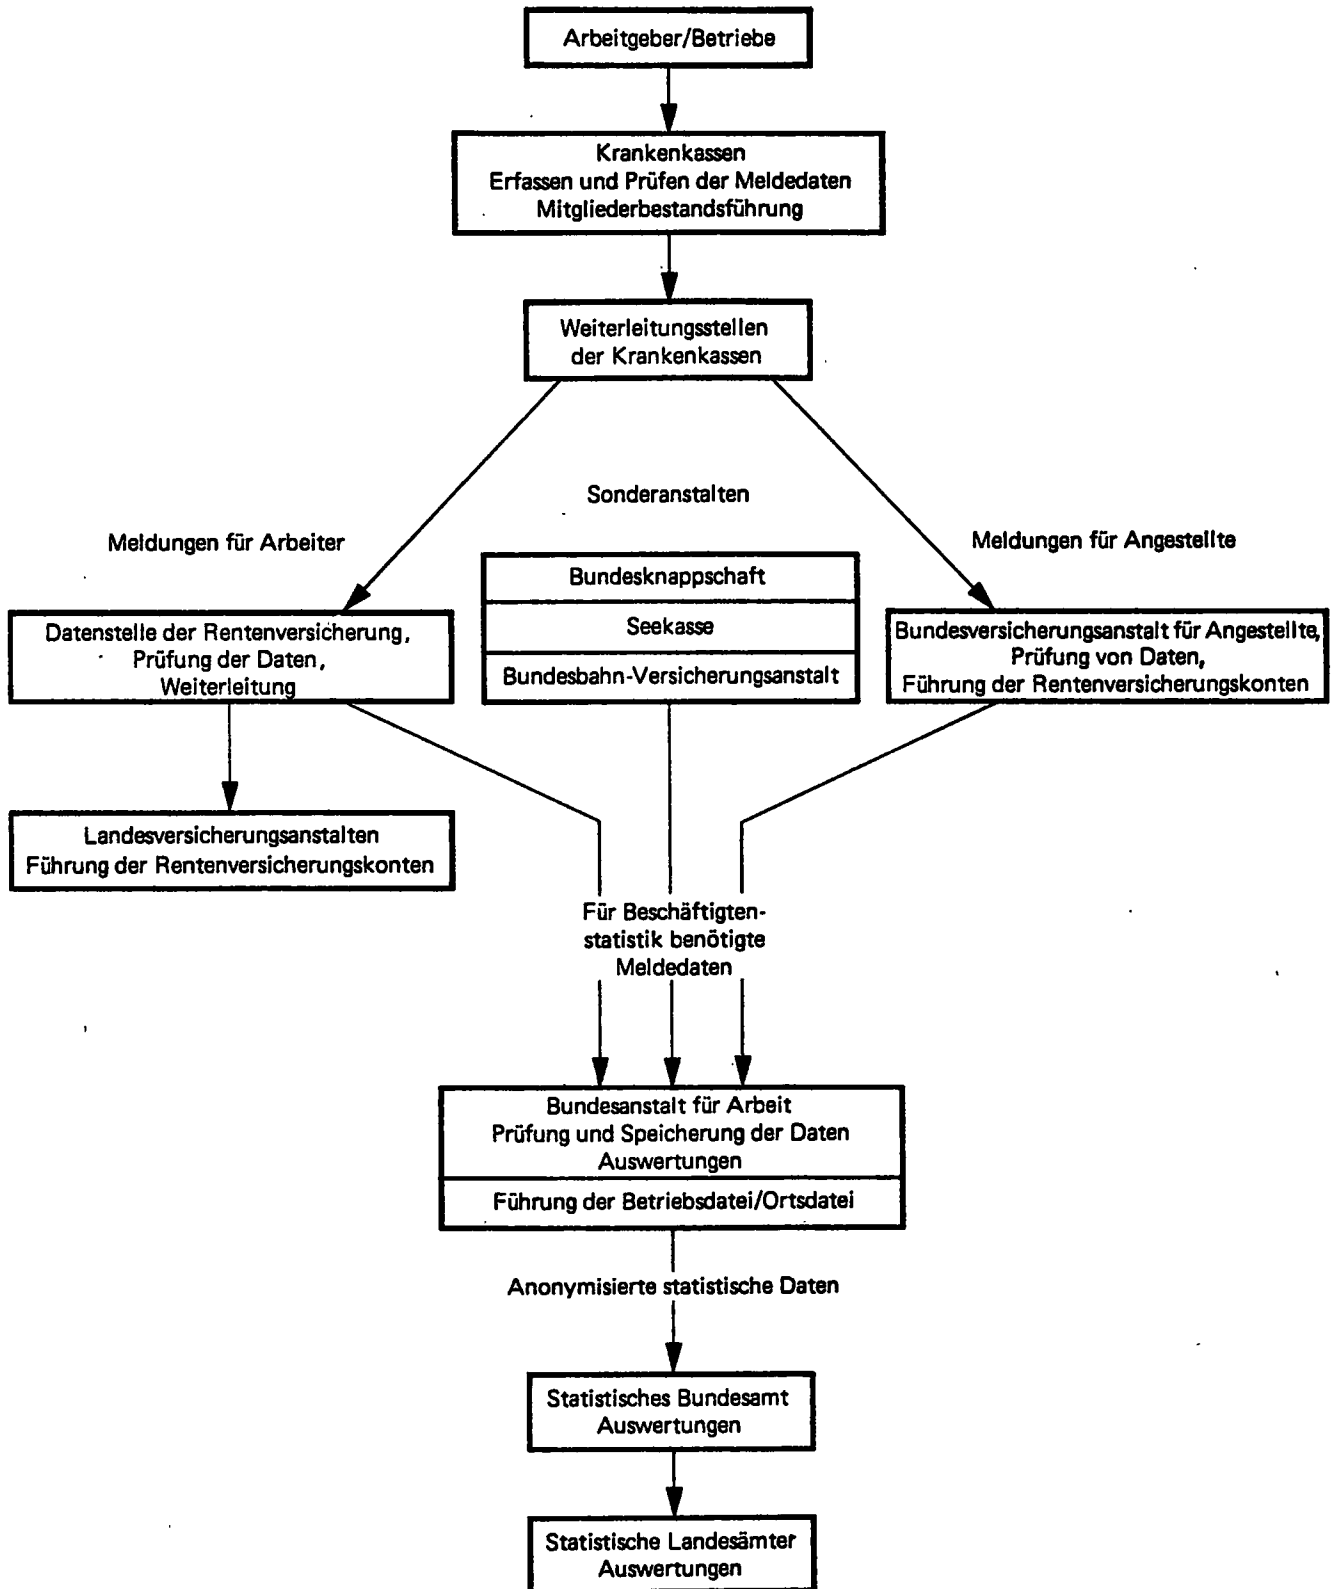 Arbeitgeber/Betriebe
Krankenkassen
Erfassen und Prüfen der Meldedaten
Mitgliederbestandsführung
Weiterleitungsstellen
der Krankenkassen
Sonderanstalten
Meldungen für Arbeiter
Meldungen für Angestellte
Datenstelle der Rentenversicherung,
Prüfung der Daten,
Weiterleitung
Bundesknappschaft
Seekasse
Bundesbahn-Versicherungsanstalt
Bundesversicherungsanstalt für Angestellte,
Prüfung von Daten,
Führung der Rentenversicherungskonten
Landesversicherungsanstalten
Führung der Rentenversicherungskonten
Für Beschäftigten-
statistik benötigte
Meldedaten
Bundesanstalt für Arbeit
Prüfung und Speicherung der Daten
Auswertungen
Führung der Betriebsdatei/Ortsdatei
Anonymisierte statistische Daten
Statistisches Bundesamt
Auswertungen
Statistische Landesämter
Auswertungen